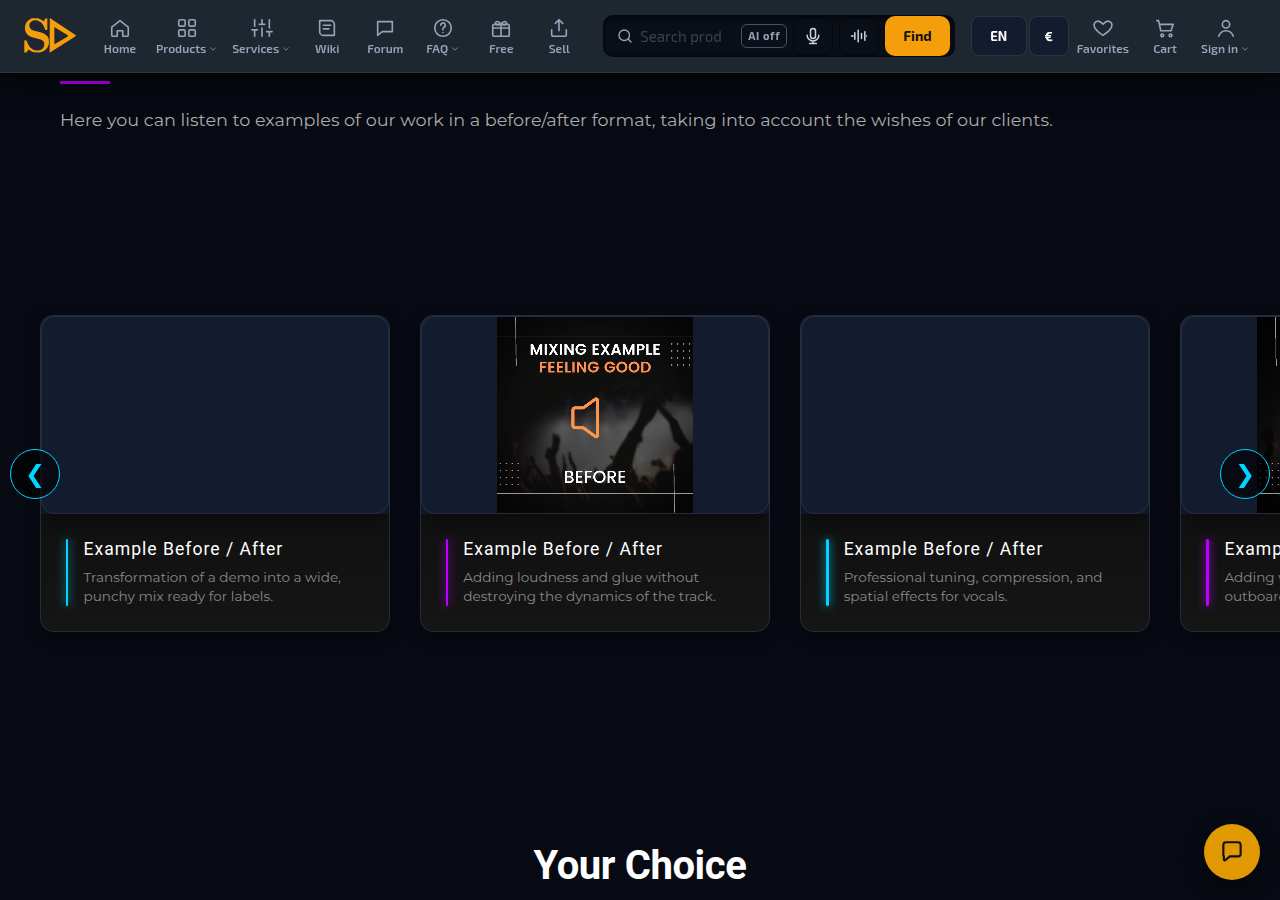 Home
Products
Services
Wiki
Forum
FAQ
Free
Sell
Search prod
AI off
Find
EN
€
Favorites
Cart
Sign in
Here you can listen to examples of our work in a before/after format, taking into account the wishes of our clients.
MIXING EXAMPLE
FEELING GOOD
BEFORE
❮
❯
Example Before / After
Transformation of a demo into a wide,
punchy mix ready for labels.
Example Before / After
Adding loudness and glue without
destroying the dynamics of the track.
Example Before / After
Professional tuning, compression, and
spatial effects for vocals.
Examp
Adding
Your Choice